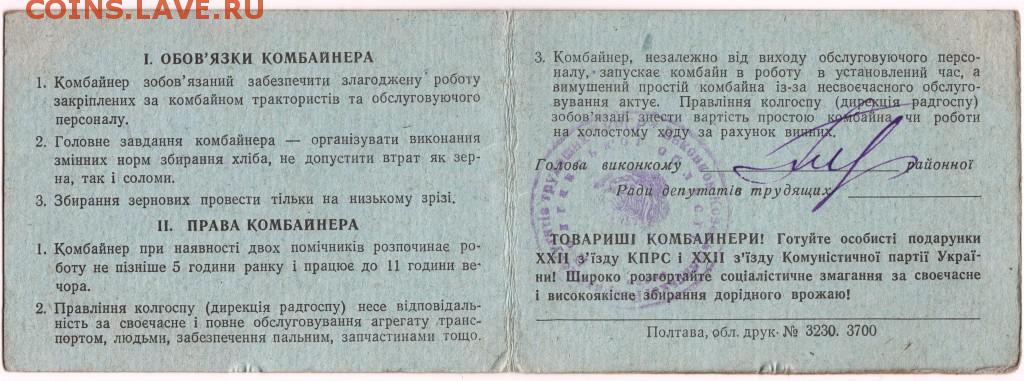 COINS.LAVE.RU
I. ОБОВ'ЯЗКИ КОМБАЙНЕРА
1. Комбайнер зобов'язаний забезпечити злагоджену роботу
закріплених за комбайном трактористів та обслуговуючого
персоналу.
2. Головне завдання комбайнера — організувати виконання
змінних норм збирання хліба, не допустити втрат як зер-
на, так і соломи.
3. Збирання зернових провести тільки на низькому зрізі.
II. ПРАВА КОМБАЙНЕРА
1. Комбайнер при наявності двох помічників розпочинає ро-
боту не пізніше 5 години ранку і працює до 11 години ве-
чора.
2. Правління колгоспу (дирекція радгоспу) несе відповідаль-
ність за своєчасне і повне обслуговування агрегату транс-
портом, людьми, забезпечення пальним, запчастинами тощо.
3. Комбайнер, незалежно від виходу обслуговуючого персо-
налу, запускає комбайн в роботу в установлений час, а
вимушений простій комбайна із-за несвоєчасного обслуго-
вування актує. Правління колгоспу (дирекція радгоспу)
зобов'язані внести вартість простою комбайна чи роботи
на холостому ходу за рахунок винних.
Голова виконкому районної
Ради депутатів трудящих
ТОВАРИШІ КОМБАЙНЕРИ! Готуйте особисті подарунки
XXII з'їзду КПРС і XXII з'їзду Комуністичної партії Украї-
ни! Широко розгортайте соціалістичне змагання за своєчасне
і високоякісне збирання дорідного врожаю!
Полтава, обл. друк. № 3230. 3700